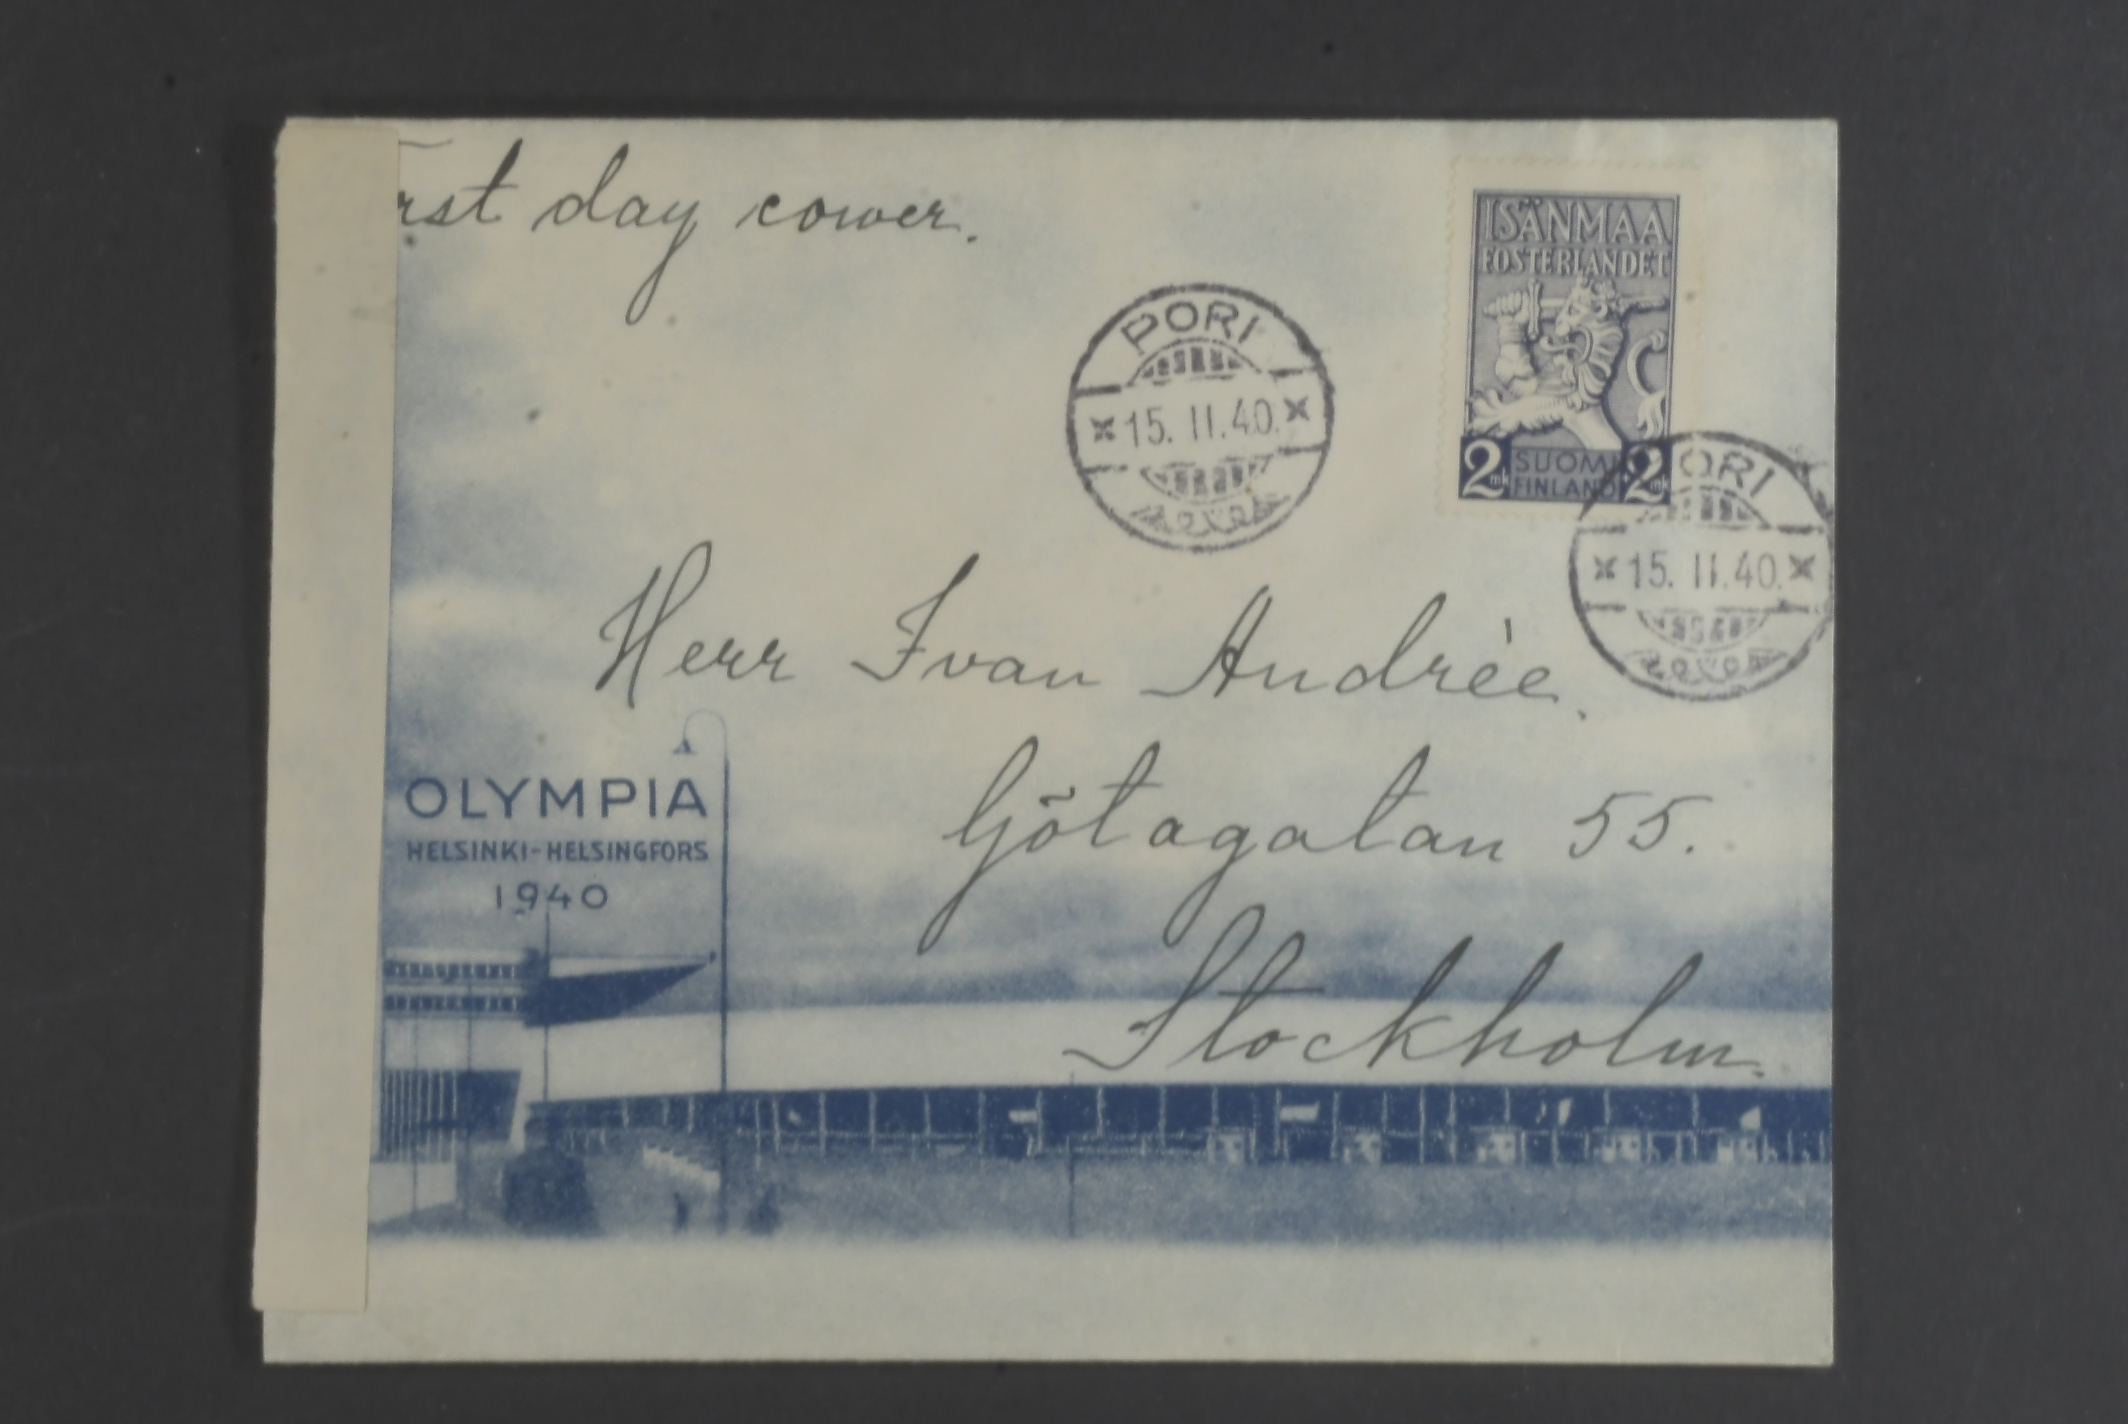 rst day cower.
ISÄNMAA
FOSTERLANDET
2 mk SUOMI 2 mk
FINLAND
PORI
15. II. 40.
PORI
15. II. 40.
Herr Ivan Andrée.
Götagatan 55.
Stockholm.
OLYMPIA
HELSINKI-HELSINGFORS
1940